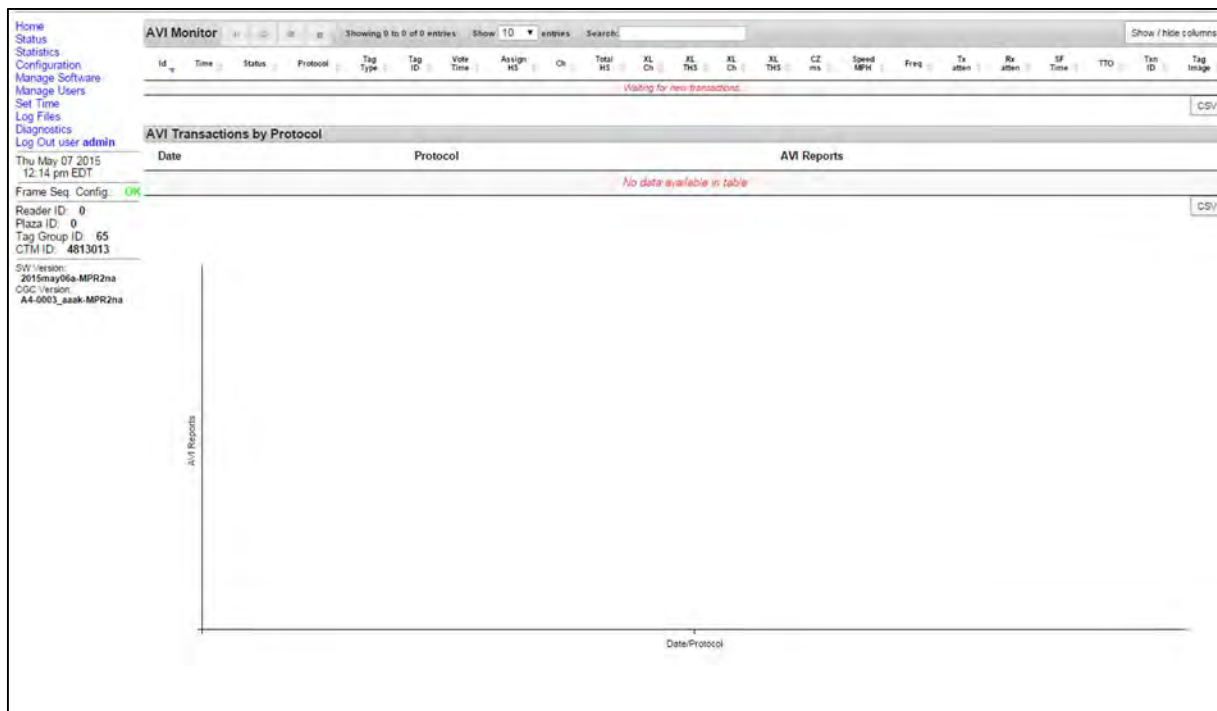 Home
Status
Statistics
Configuration
Manage Software
Manage Users
Set Time
Log Files
Diagnostics
Log Out user admin
Thu May 07 2015
12:14 pm EDT
Frame Seq. Config. OK
Reader ID: 0
Plaza ID: 0
Tag Group ID: 65
CTM ID: 4813013
SW Version:
2015may06a-MPR2na
CGC Version:
A4-0003_aaak-MPR2na
AVI Monitor Showing 0 to 0 of 0 entries Show 10 entries Search: Show / hide columns
Id Time Status Protocol Tag Type Tag ID Vote Time Assign HS Ch Total HS XL Ch XL THS XL Ch XL THS CZ ms Speed MPH Freq Tx atten Rx atten SF Time TTO Txn ID Tag Image
Waiting for new transactions...
CSV
AVI Transactions by Protocol
Date Protocol AVI Reports
No data available in table
CSV
AVI Reports
Date/Protocol